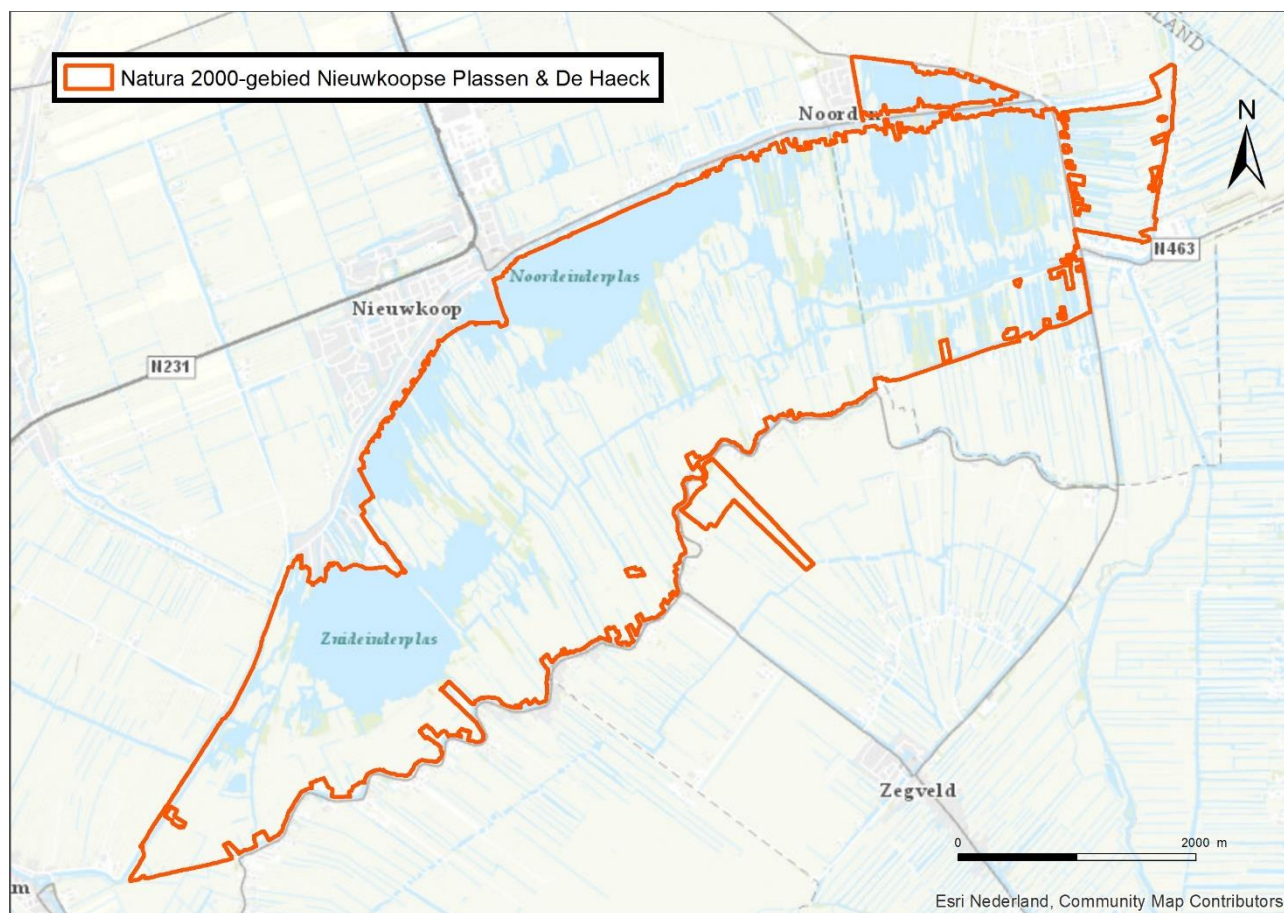 Natura 2000-gebied Nieuwkoopse Plassen & De Haeck
LAND
Noorden
N
N463
Noordeinderplas
Nieuwkoop
N231
Zuideinderplas
Zegveld
0 2000 m
m
Esri Nederland, Community Map Contributors